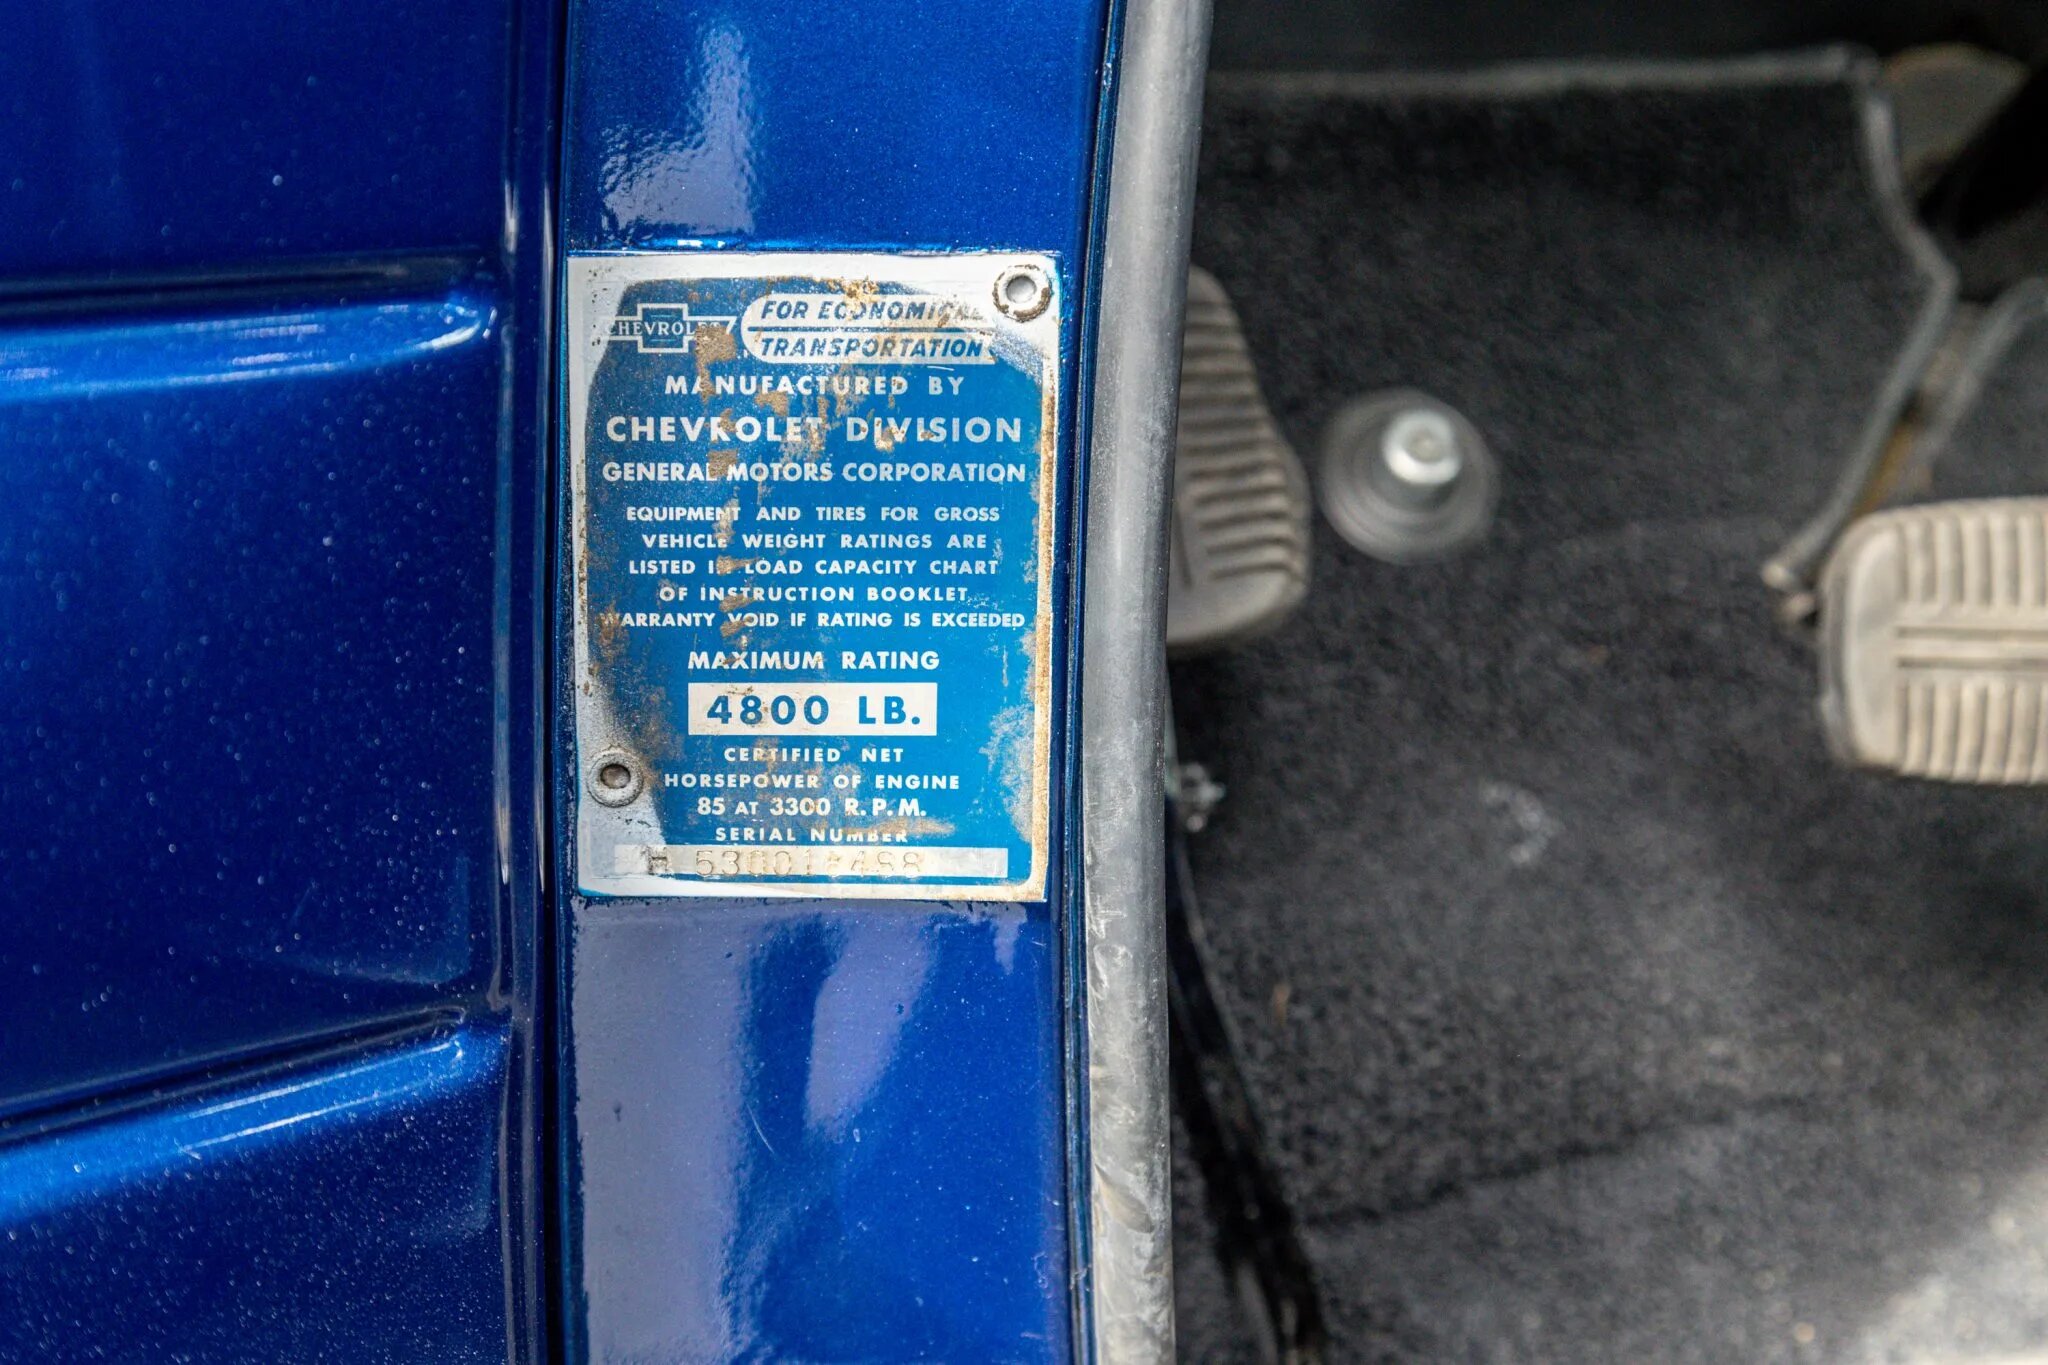 CHEVROLET
FOR ECONOMICAL
TRANSPORTATION
MANUFACTURED BY
CHEVROLET DIVISION
GENERAL MOTORS CORPORATION
EQUIPMENT AND TIRES FOR GROSS
VEHICLE WEIGHT RATINGS ARE
LISTED IN LOAD CAPACITY CHART
OF INSTRUCTION BOOKLET
WARRANTY VOID IF RATING IS EXCEEDED
MAXIMUM RATING
4800 LB.
CERTIFIED NET
HORSEPOWER OF ENGINE
85 AT 3300 R.P.M.
SERIAL NUMBER